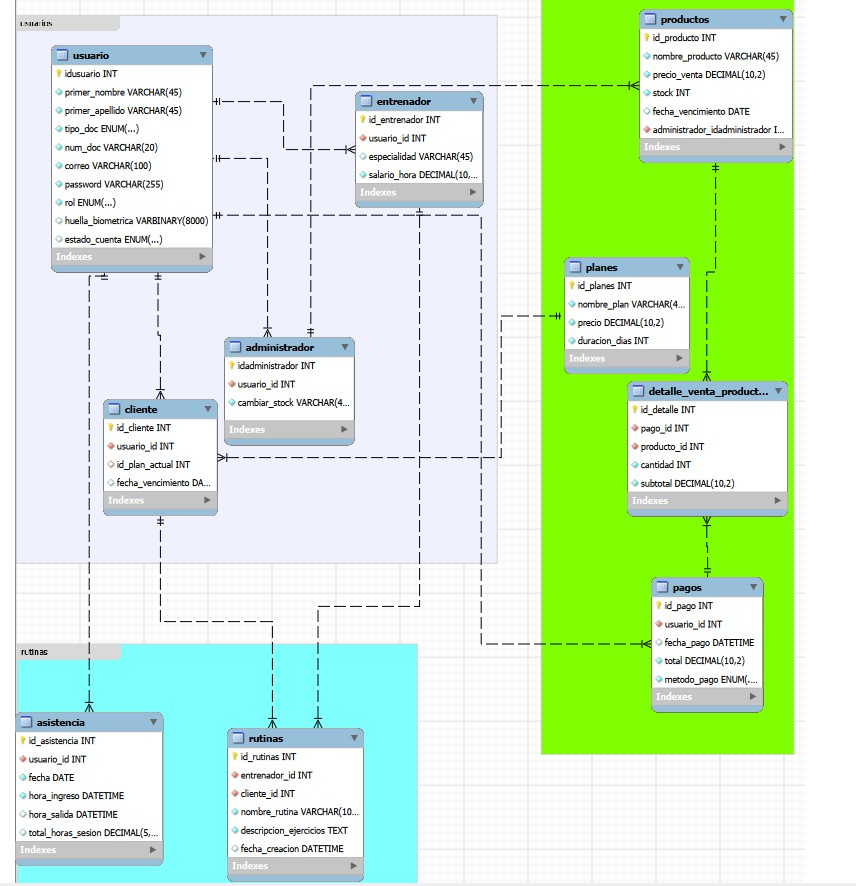 usuarios
usuario
idusuario INT
primer_nombre VARCHAR(45)
primer_apellido VARCHAR(45)
tipo_doc ENUM(...)
num_doc VARCHAR(20)
correo VARCHAR(100)
password VARCHAR(255)
rol ENUM(...)
huella_biometrica VARBINARY(8000)
estado_cuenta ENUM(...)
Indexes
entrenador
id_entrenador INT
usuario_id INT
especialidad VARCHAR(45)
salario_hora DECIMAL(10,...
Indexes
administrador
idadministrador INT
usuario_id INT
cambiar_stock VARCHAR(4...
Indexes
cliente
id_cliente INT
usuario_id INT
id_plan_actual INT
fecha_vencimiento DA...
Indexes
productos
id_producto INT
nombre_producto VARCHAR(45)
precio_venta DECIMAL(10,2)
stock INT
fecha_vencimiento DATE
administrador_idadministrador I...
Indexes
planes
id_planes INT
nombre_plan VARCHAR(4...
precio DECIMAL(10,2)
duracion_dias INT
Indexes
detalle_venta_product...
id_detalle INT
pago_id INT
producto_id INT
cantidad INT
subtotal DECIMAL(10,2)
Indexes
pagos
id_pago INT
usuario_id INT
fecha_pago DATETIME
total DECIMAL(10,2)
metodo_pago ENUM(....
Indexes
rutinas
asistencia
id_asistencia INT
usuario_id INT
fecha DATE
hora_ingreso DATETIME
hora_salida DATETIME
total_horas_sesion DECIMAL(5,...
Indexes
rutinas
id_rutinas INT
entrenador_id INT
cliente_id INT
nombre_rutina VARCHAR(10...
descripcion_ejercicios TEXT
fecha_creacion DATETIME
Indexes